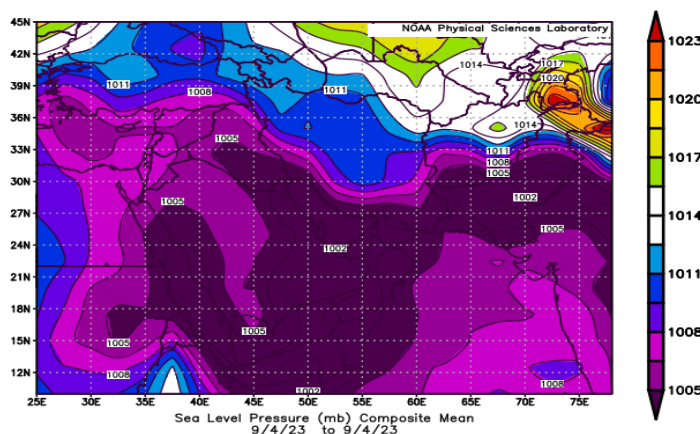 NOAA Physical Sciences Laboratory
45N
42N
39N
36N
33N
30N
27N
24N
21N
18N
15N
12N
1011
1008
1005
1011
1014
1017
1020
1014
1011
1008
1005
1002
1005
1005
1002
1005
1005
1008
1008
1002
25E 30E 35E 40E 45E 50E 55E 60E 65E 70E 75E
Sea Level Pressure (mb) Composite Mean
9/4/23 to 9/4/23
1023
1020
1017
1014
1011
1008
1005